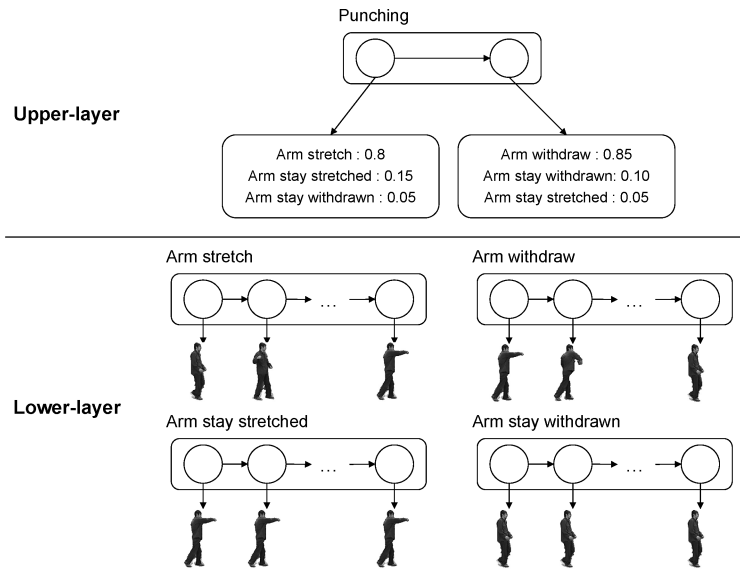 Punching
Upper-layer
Arm stretch : 0.8
Arm stay stretched : 0.15
Arm stay withdrawn : 0.05
Arm withdraw : 0.85
Arm stay withdrawn: 0.10
Arm stay stretched : 0.05
Lower-layer
Arm stretch
...
Arm withdraw
...
Arm stay stretched
...
Arm stay withdrawn
...